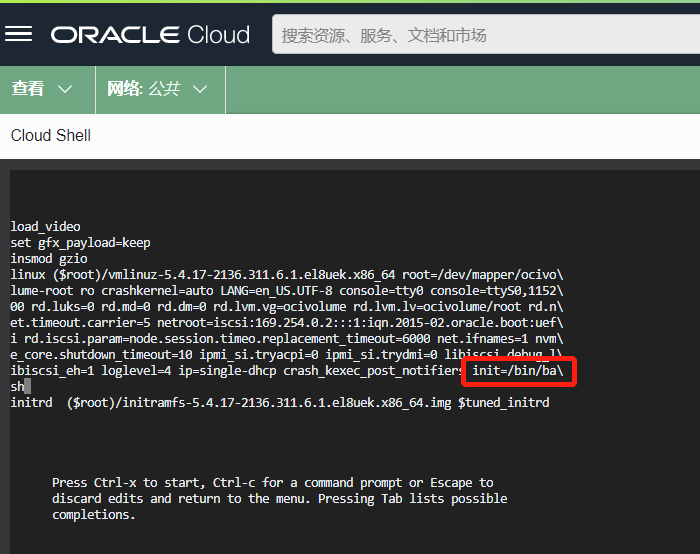 ORACLE Cloud
搜索资源、服务、文档和市场
查看
网络: 公共
Cloud Shell
load_video
set gfx_payload=keep
insmod gzio
linux ($root)/vmlinuz-5.4.17-2136.311.6.1.el8uek.x86_64 root=/dev/mapper/ocivo\
lume-root ro crashkernel=auto LANG=en_US.UTF-8 console=tty0 console=ttyS0,1152\
00 rd.luks=0 rd.md=0 rd.dm=0 rd.lvm.vg=ocivolume rd.lvm.lv=ocivolume/root rd.n\
et.timeout.carrier=5 netroot=iscsi:169.254.0.2:::1:iqn.2015-02.oracle.boot:uef\
i rd.iscsi.param=node.session.timeo.replacement_timeout=6000 net.ifnames=1 nvm\
e_core.shutdown_timeout=10 ipmi_si.tryacpi=0 ipmi_si.trydmi=0 libiscsi.debug_l\
ibiscsi_eh=1 loglevel=4 ip=single-dhcp crash_kexec_post_notifiers init=/bin/ba\
sh
initrd  ($root)/initramfs-5.4.17-2136.311.6.1.el8uek.x86_64.img $tuned_initrd
Press Ctrl-x to start, Ctrl-c for a command prompt or Escape to
discard edits and return to the menu. Pressing Tab lists possible
completions.